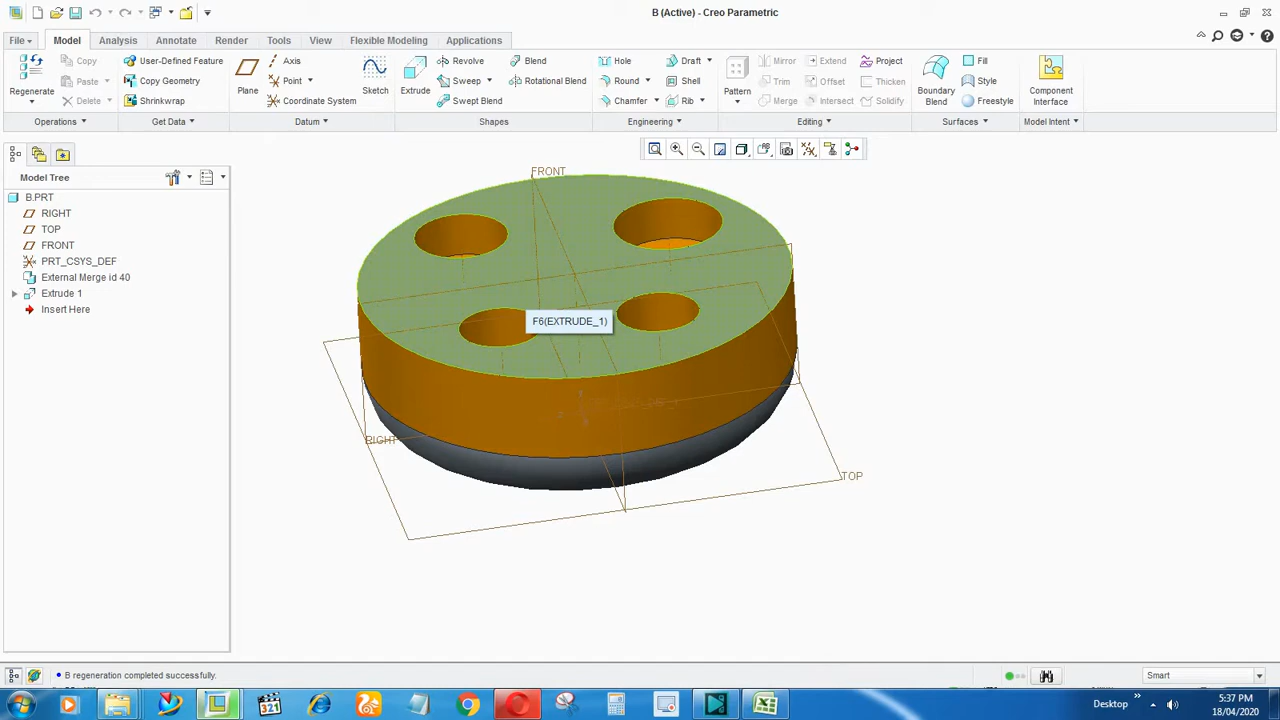 B (Active) - Creo Parametric
File Model Analysis Annotate Render Tools View Flexible Modeling Applications
Regenerate
Copy
Paste
Delete
Operations
User-Defined Feature
Copy Geometry
Shrinkwrap
Get Data
Plane
Axis
Point
Coordinate System
Sketch
Datum
Extrude
Revolve
Sweep
Swept Blend
Blend
Rotational Blend
Shapes
Hole
Round
Chamfer
Draft
Shell
Rib
Engineering
Pattern
Mirror
Trim
Merge
Extend
Offset
Intersect
Project
Thicken
Solidify
Editing
Boundary
Blend
Fill
Style
Freestyle
Surfaces
Component
Interface
Model Intent
Model Tree
B.PRT
RIGHT
TOP
FRONT
PRT_CSYS_DEF
External Merge id 40
Extrude 1
Insert Here
FRONT
F6(EXTRUDE_1)
RIGHT
TOP
B regeneration completed successfully.
Smart
321
Desktop
5:37 PM
18/04/2020